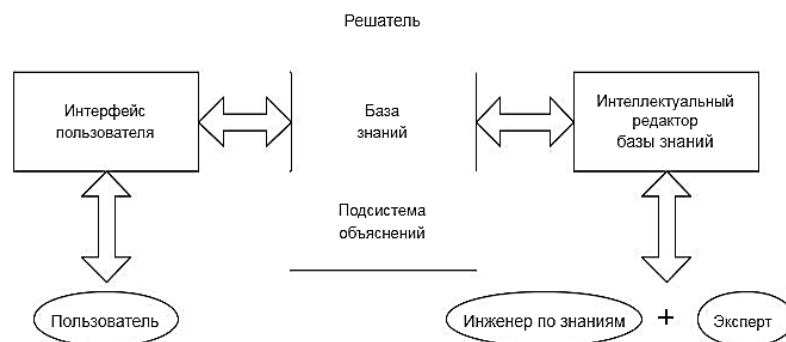 Решатель
Интерфейс
пользователя
База
знаний
Интеллектуальный
редактор
базы знаний
Подсистема
объяснений
Пользователь
Инженер по знаниям + Эксперт